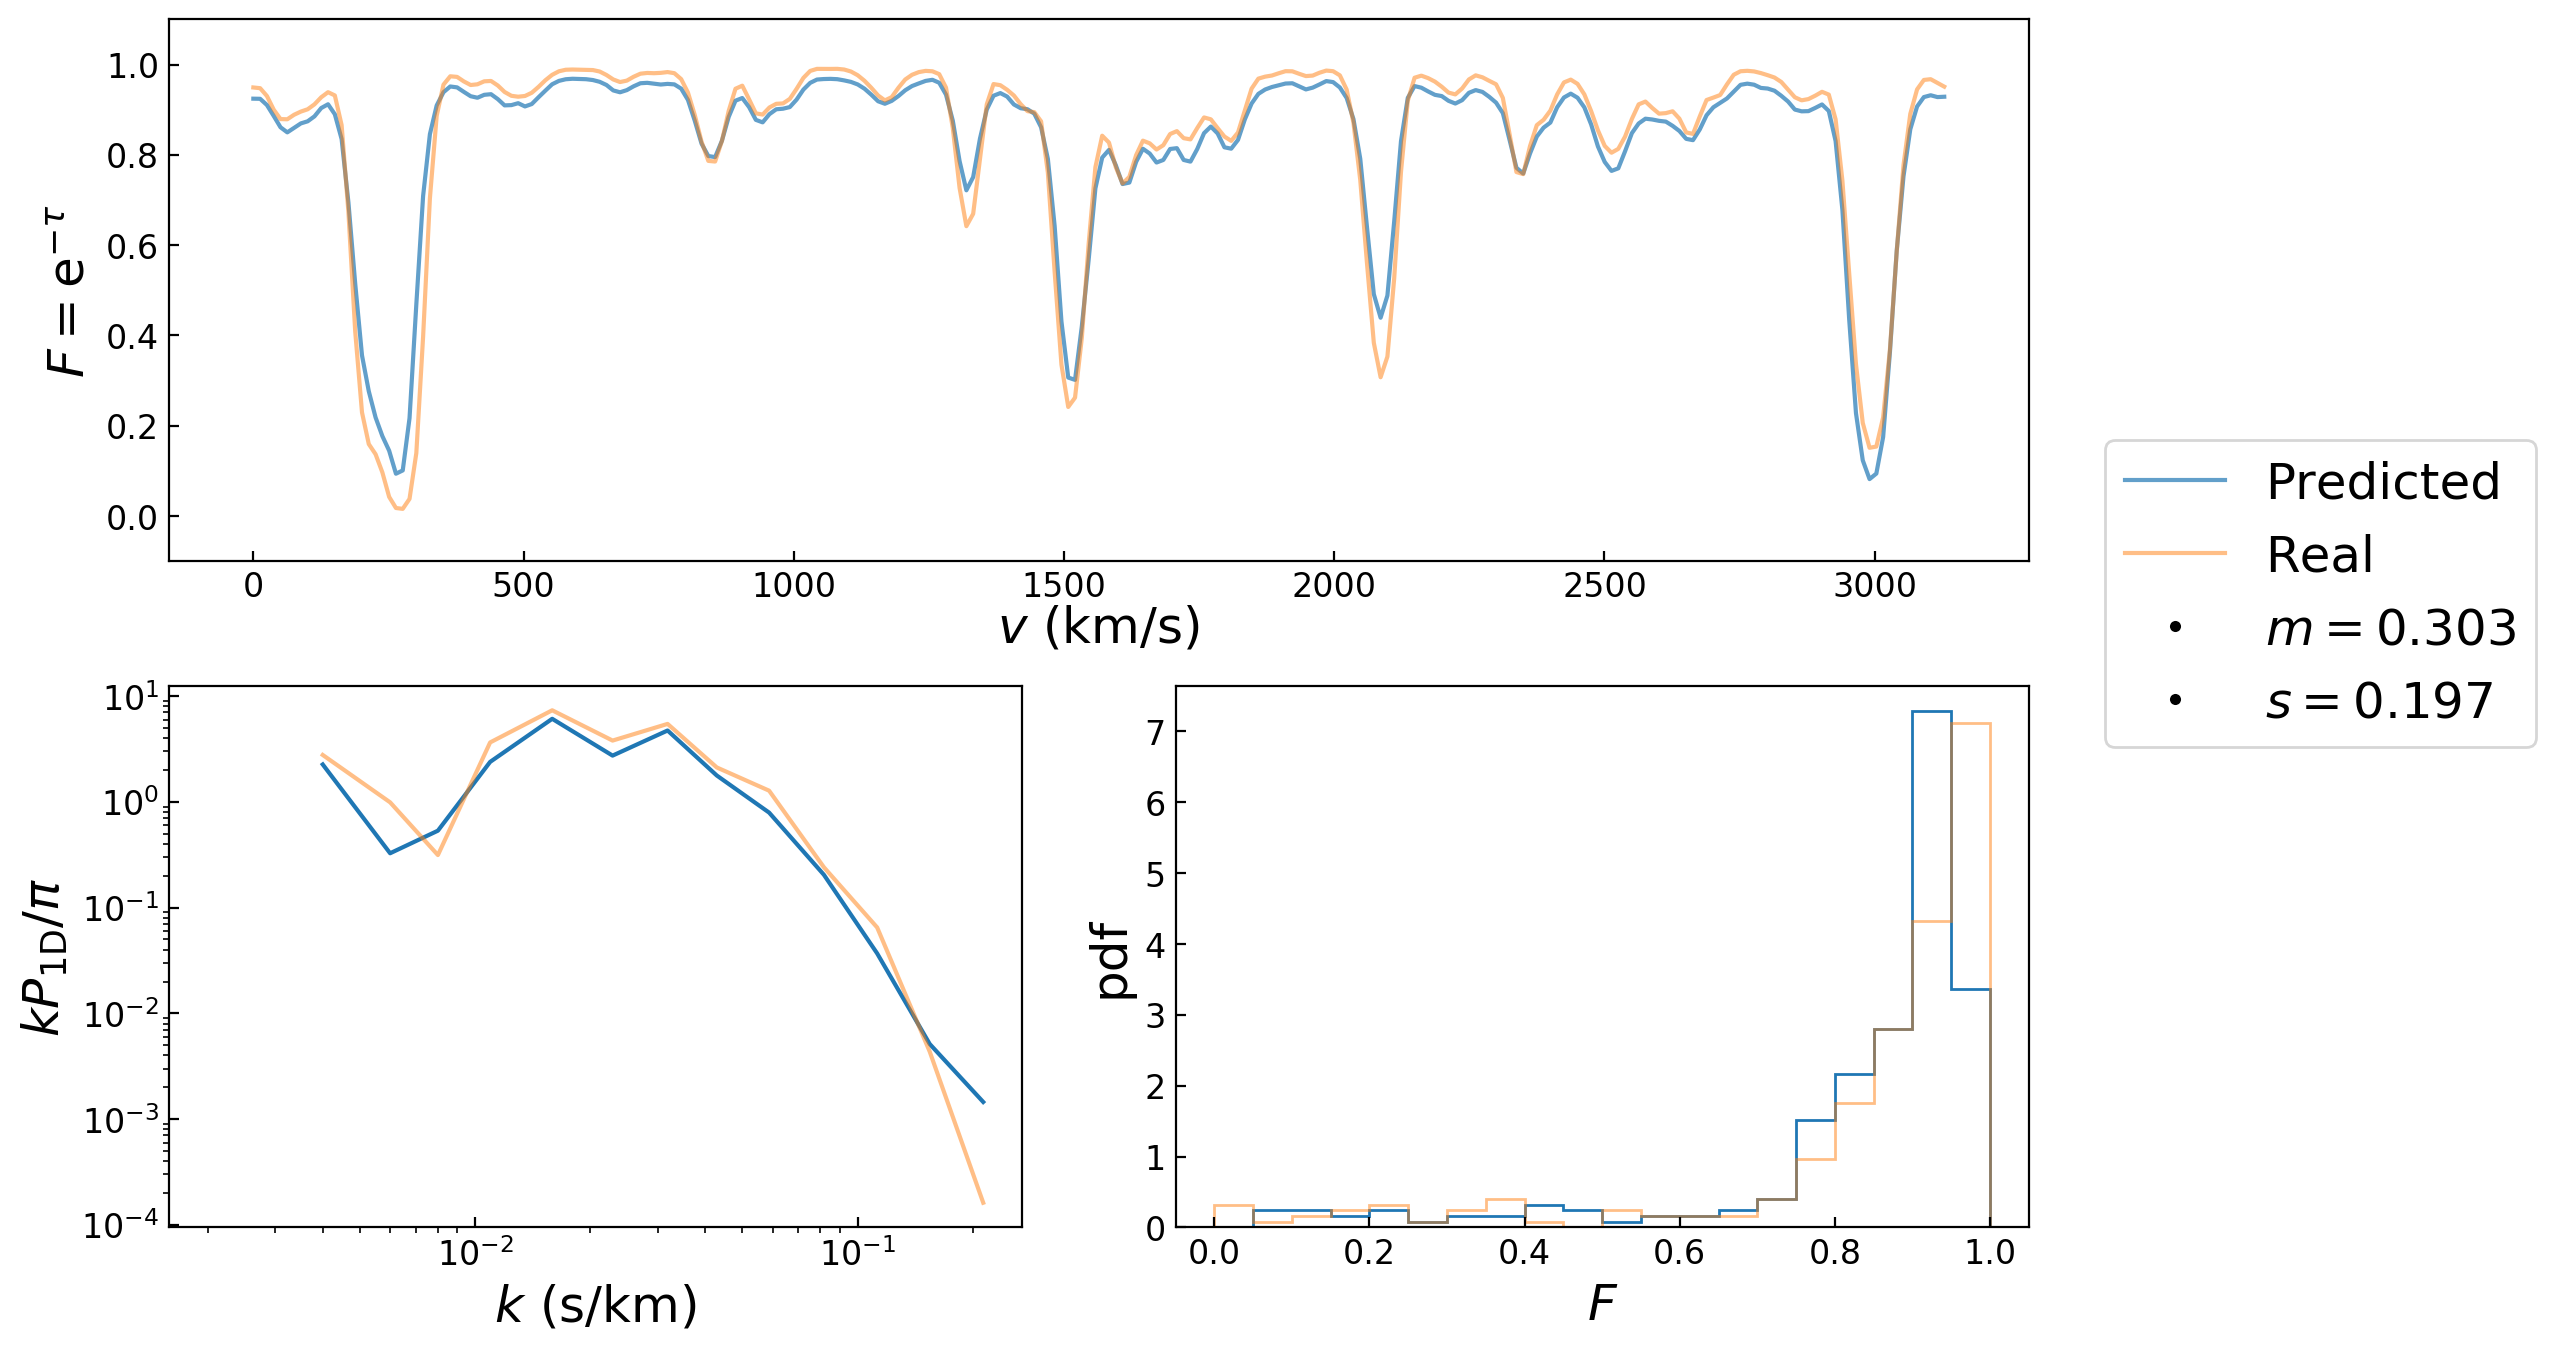 F = e^{−τ}
1.0
0.8
0.6
0.4
0.2
0.0
0 500 1000 1500 2000 2500 3000
v (km/s)
Predicted
Real
m = 0.303
s = 0.197
kP_{1D}/π
10^1
10^0
10^{−1}
10^{−2}
10^{−3}
10^{−4}
10^{−2} 10^{−1}
k (s/km)
pdf
7
6
5
4
3
2
1
0
0.0 0.2 0.4 0.6 0.8 1.0
F